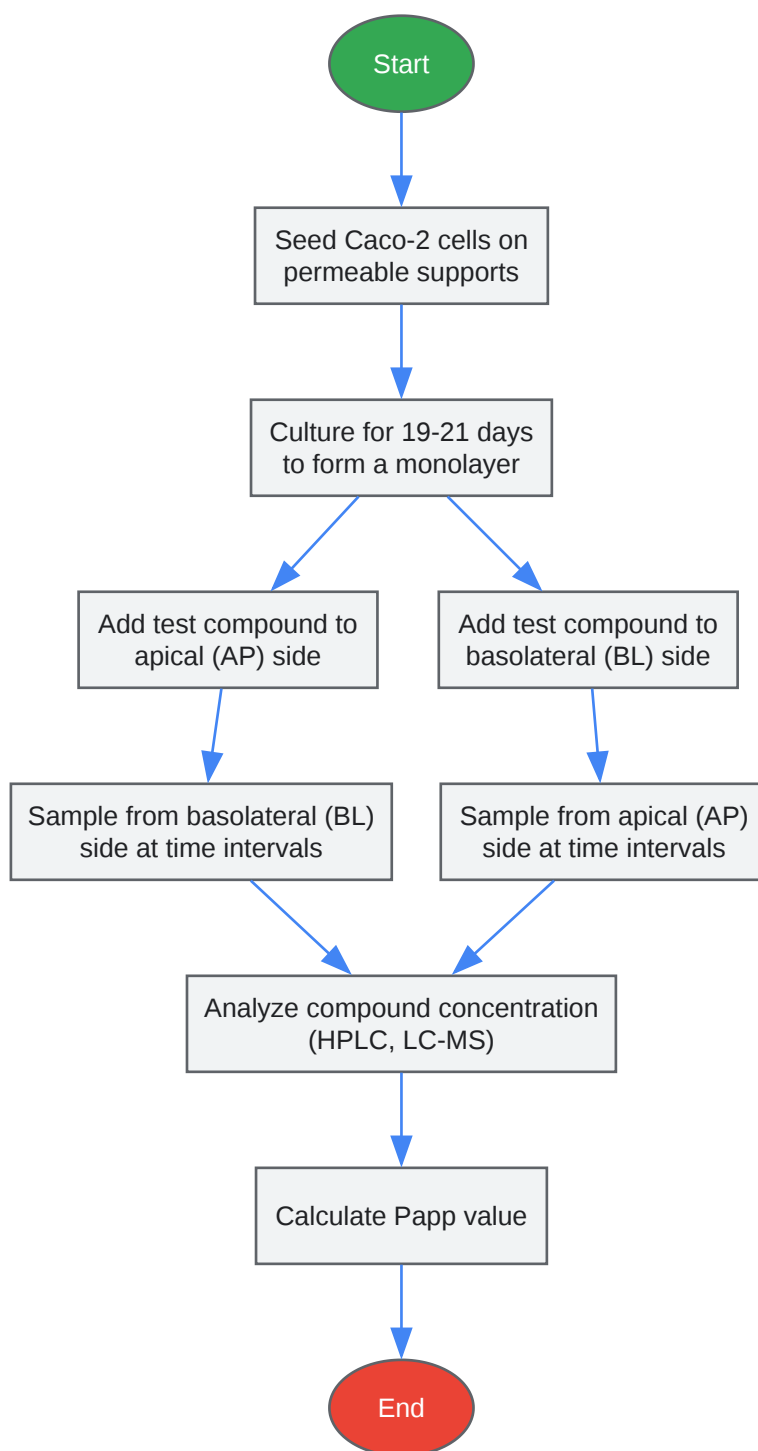 Start
Seed Caco-2 cells on
permeable supports
Culture for 19-21 days
to form a monolayer
Add test compound to
apical (AP) side
Add test compound to
basolateral (BL) side
Sample from basolateral (BL)
side at time intervals
Sample from apical (AP)
side at time intervals
Analyze compound concentration
(HPLC, LC-MS)
Calculate Papp value
End